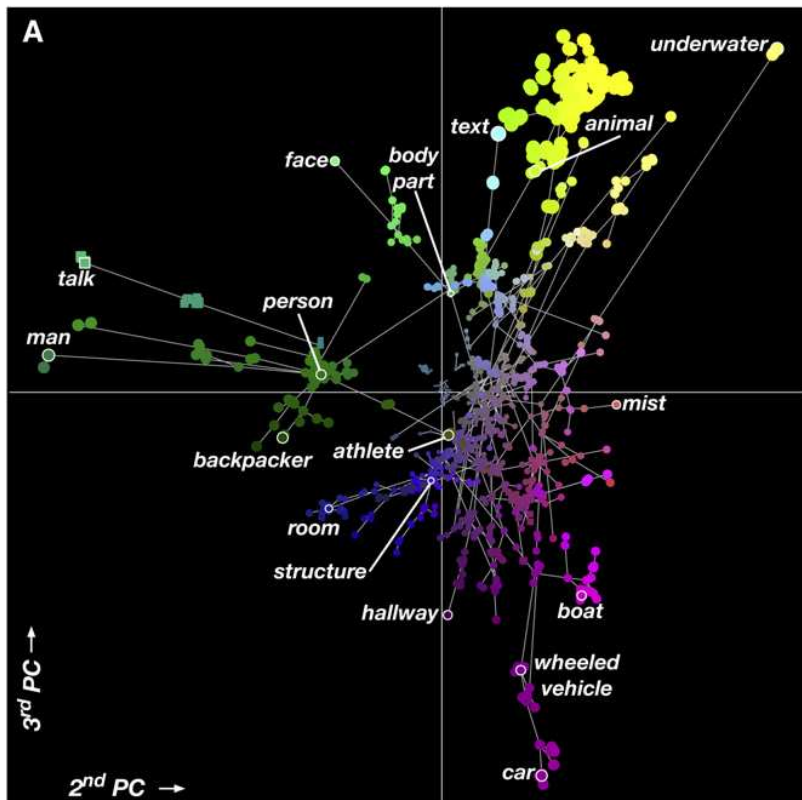 A
underwater
text
animal
face
body
part
talk
person
man
mist
athlete
backpacker
room
structure
hallway
boat
wheeled
vehicle
car
3rd PC →
2nd PC →